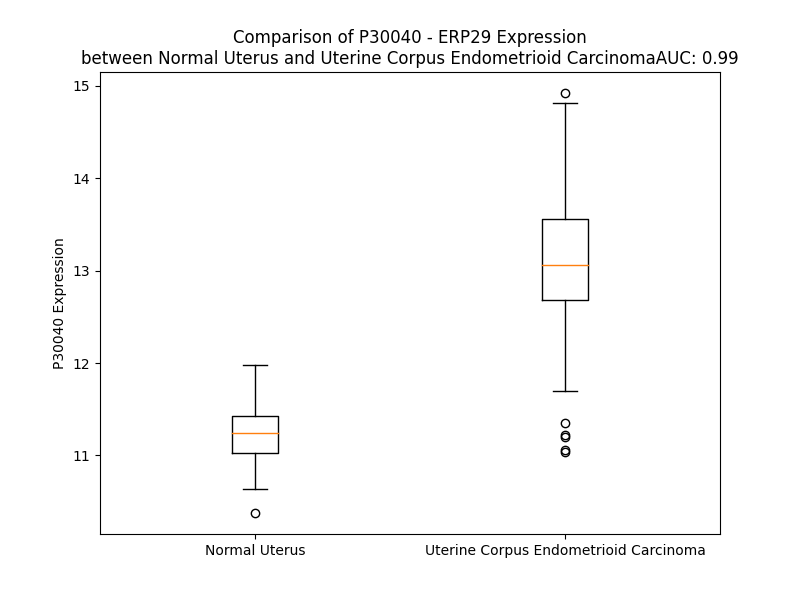 Comparison of P30040 - ERP29 Expression
between Normal Uterus and Uterine Corpus Endometrioid CarcinomaAUC: 0.99
15
14
13
12
11
P30040 Expression
Normal Uterus
Uterine Corpus Endometrioid Carcinoma